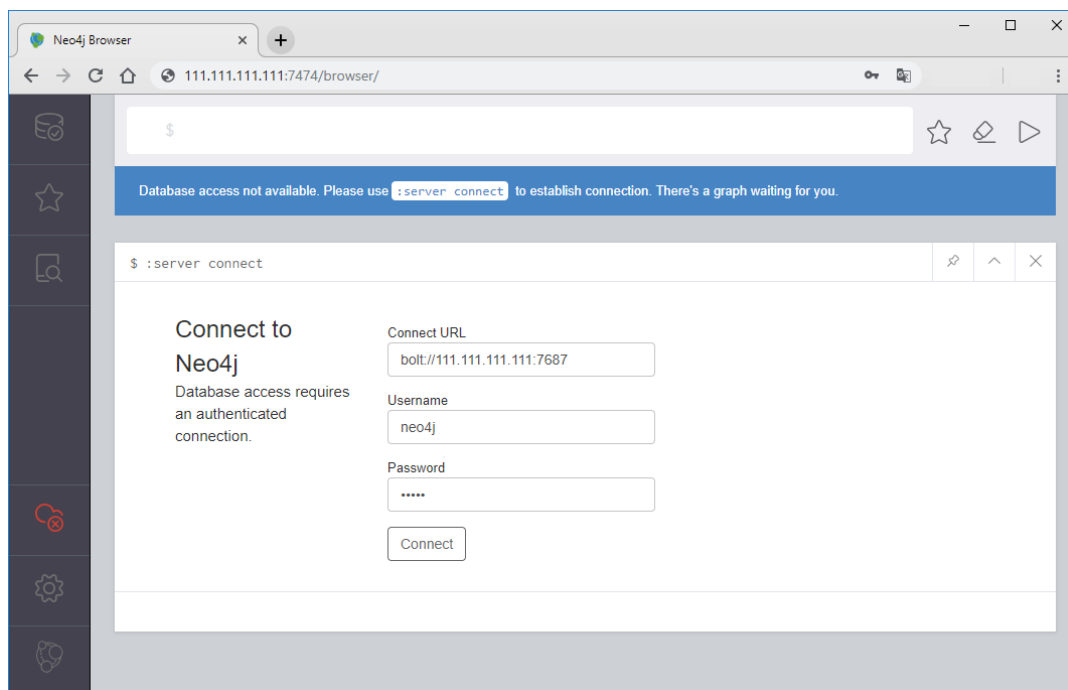 Neo4j Browser
111.111.111.111:7474/browser/
$
Database access not available. Please use :server connect to establish connection. There's a graph waiting for you.
$ :server connect
Connect to
Neo4j
Database access requires
an authenticated
connection.
Connect URL
bolt://111.111.111.111:7687
Username
neo4j
Password
•••••
Connect